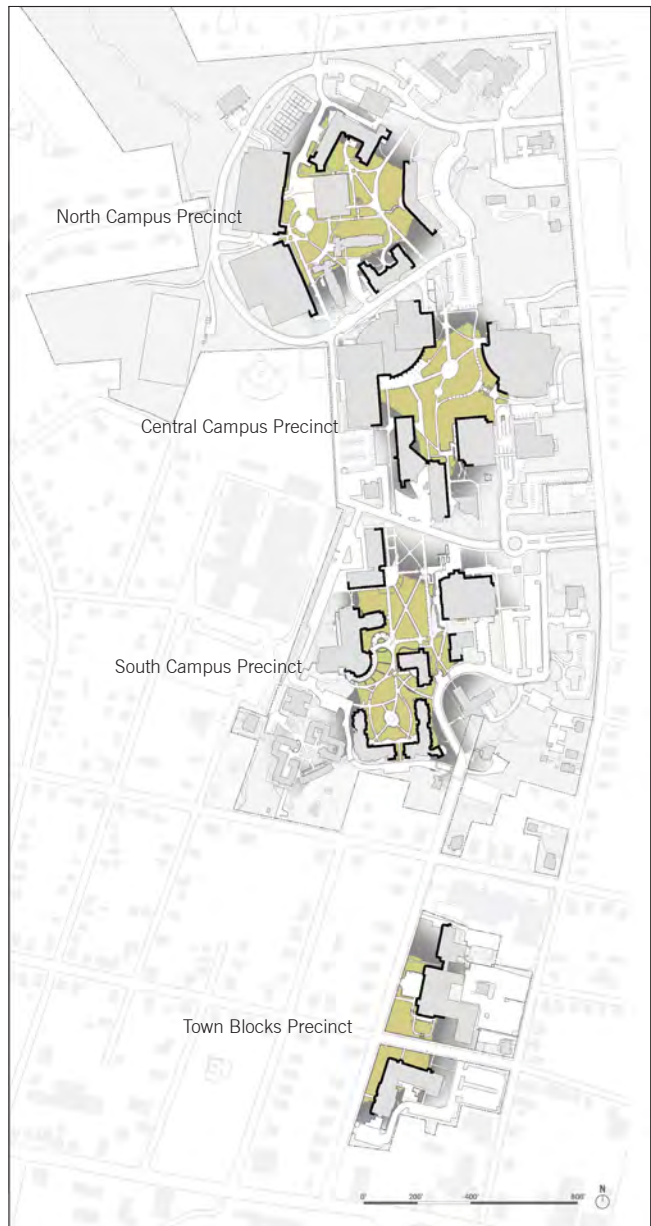 North Campus Precinct
Central Campus Precinct
South Campus Precinct
Town Blocks Precinct
N
0' 200' 400' 800'